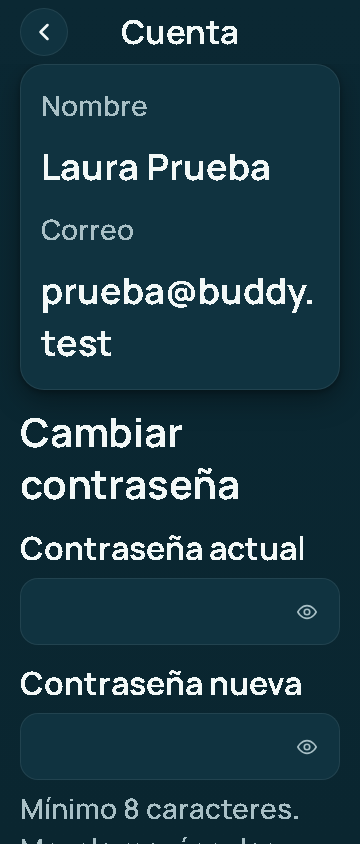 Cuenta
Nombre
Laura Prueba
Correo
prueba@buddy.
test
Cambiar
contraseña
Contraseña actual
Contraseña nueva
Mínimo 8 caracteres.